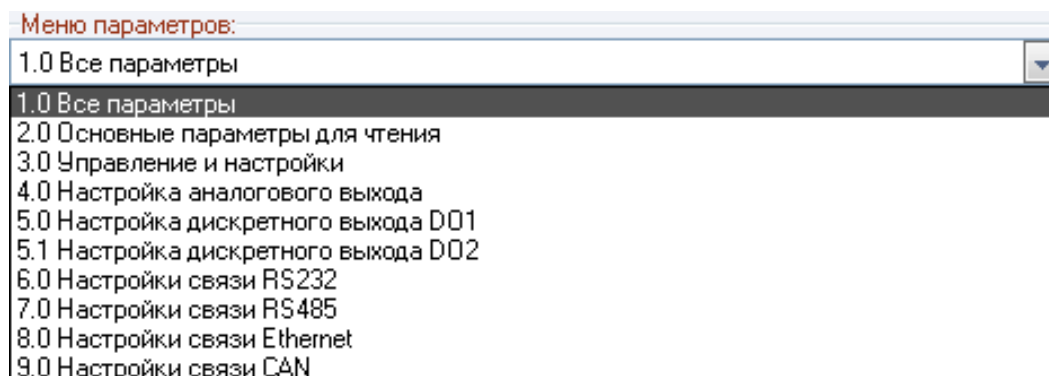 Меню параметров:
1.0 Все параметры
1.0 Все параметры
2.0 Основные параметры для чтения
3.0 Управление и настройки
4.0 Настройка аналогового выхода
5.0 Настройка дискретного выхода DO1
5.1 Настройка дискретного выхода DO2
6.0 Настройки связи RS232
7.0 Настройки связи RS485
8.0 Настройки связи Ethernet
9.0 Настройки связи CAN